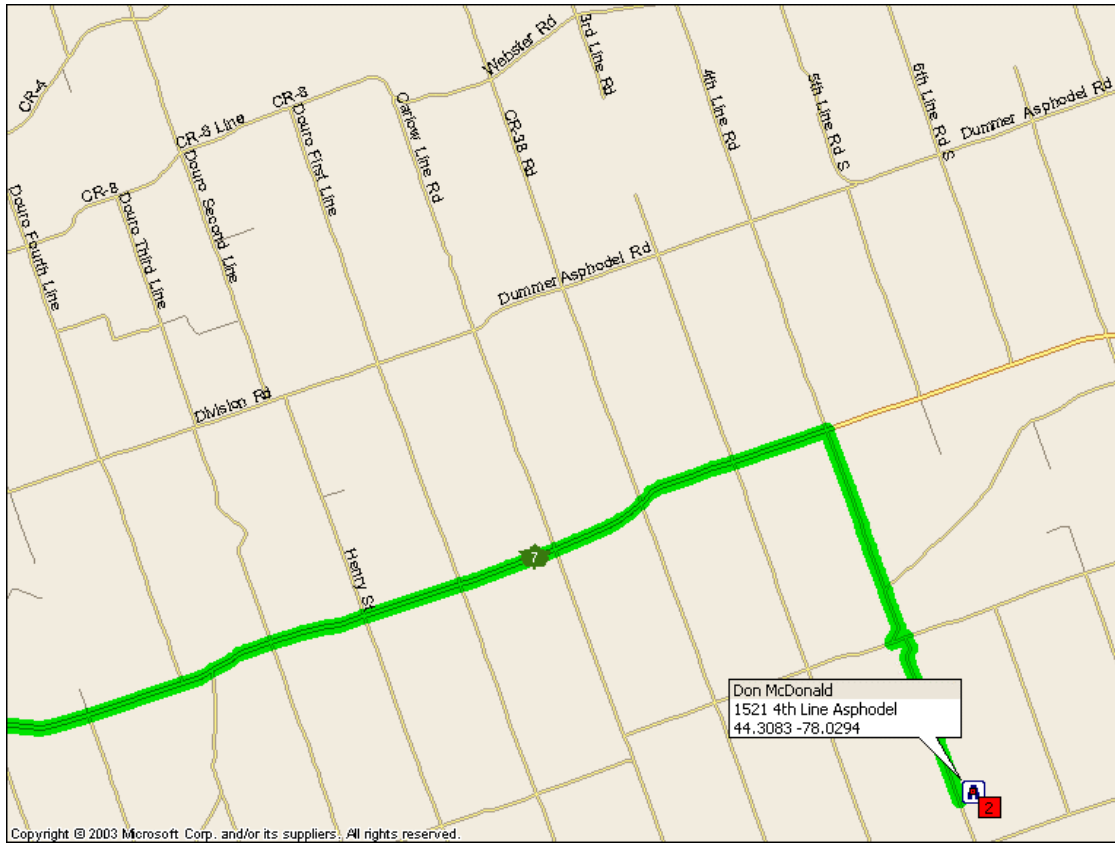 CR-4
CR-8 Line
CR-8
Webster Rd
3rd Line Rd
4th Line Rd
5th Line Rd S
6th Line Rd S
Dummer Asphodel Rd
CR-8
Douro First Line
Carlow Line Rd
CR-38 Rd
Douro Second Line
Douro Third Line
Douro Fourth Line
Dummer Asphodel Rd
Division Rd
Henry St
7
Don McDonald
1521 4th Line Asphodel
44.3083 -78.0294
A
2
Copyright © 2003 Microsoft Corp. and/or its suppliers. All rights reserved.